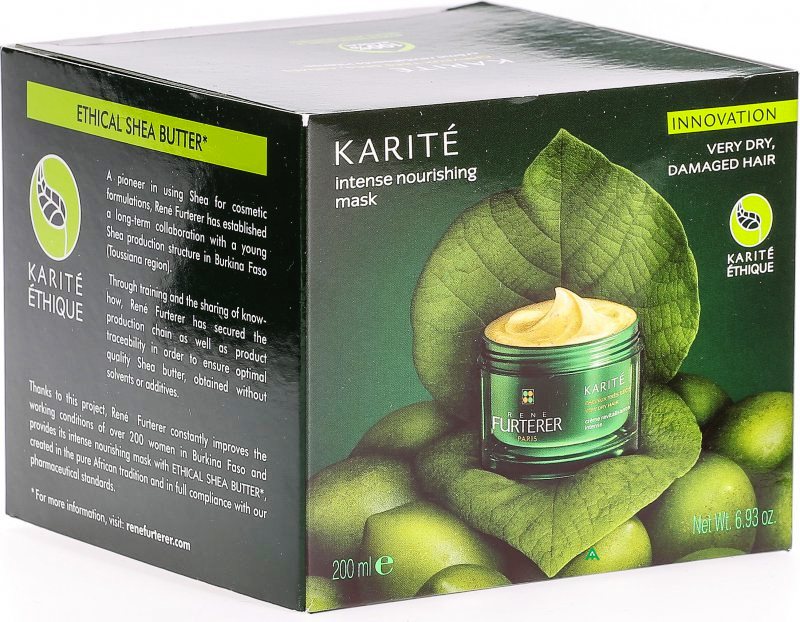 100%
KARITÉ
ETHICAL SHEA BUTTER*
A pioneer in using Shea for cosmetic
formulations, René Furterer has established
a long-term collaboration with a young
Shea production structure in Burkina Faso
(Toussiana region).
KARITÉ
ÉTHIQUE
Through training and the sharing of know-
how, René Furterer has secured the
production chain as well as product
traceability in order to ensure optimal
quality Shea butter, obtained without
solvents or additives.
Thanks to this project, René Furterer constantly improves the
working conditions of over 200 women in Burkina Faso and
provides its intense nourishing mask with ETHICAL SHEA BUTTER*,
created in the pure African tradition and in full compliance with our
pharmaceutical standards.
*For more information, visit: renefurterer.com
KARITÉ
intense nourishing
mask
INNOVATION
VERY DRY,
DAMAGED HAIR
KARITÉ
ÉTHIQUE
KARITÉ
RENE
FURTERER
PARIS
crème revitalisante
intense
200 ml e
Net Wt. 6.93 oz.